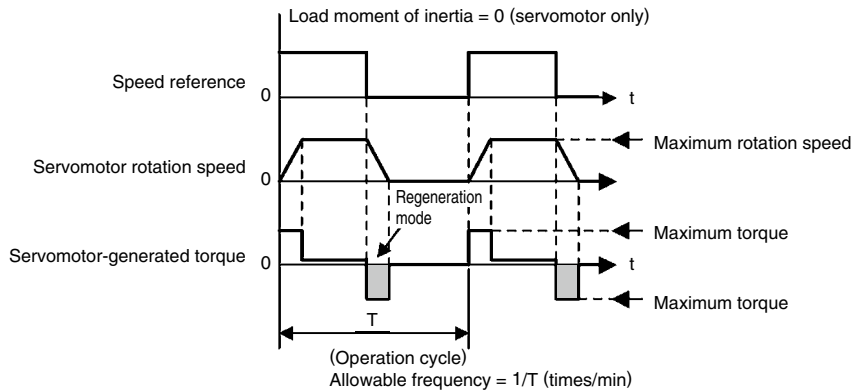 Load moment of inertia = 0 (servomotor only)
Speed reference
0
t
Maximum rotation speed
Servomotor rotation speed
0
Regeneration
mode
Maximum torque
Servomotor-generated torque
0
t
Maximum torque
T
(Operation cycle)
Allowable frequency = 1/T (times/min)